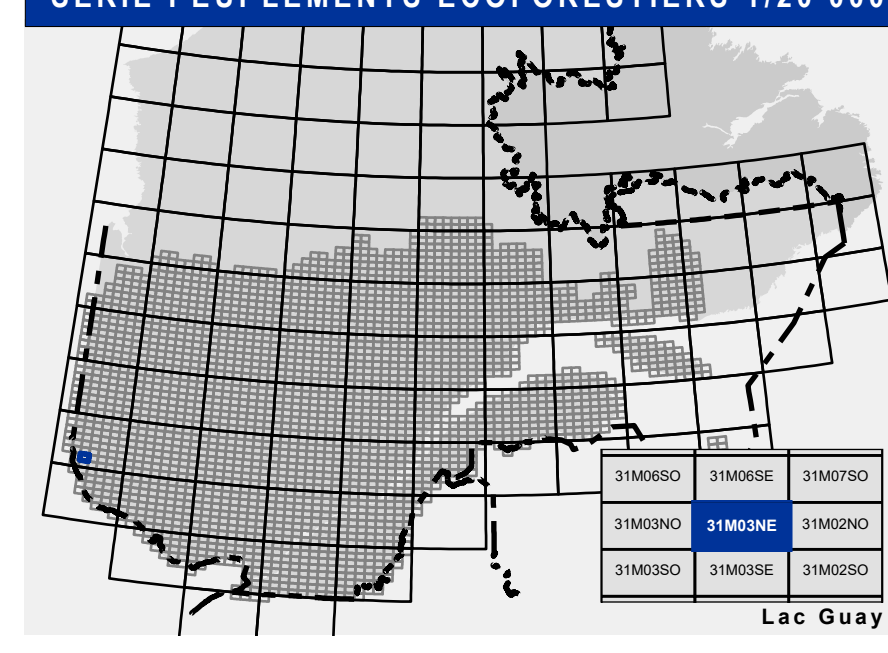 SÉRIE PEUPLEMENTS ÉCOFORESTIERS 1/20 000
31M06SO 31M06SE 31M07SO
31M03NO 31M03NE 31M02NO
31M03SO 31M03SE 31M02SO
Lac Guay